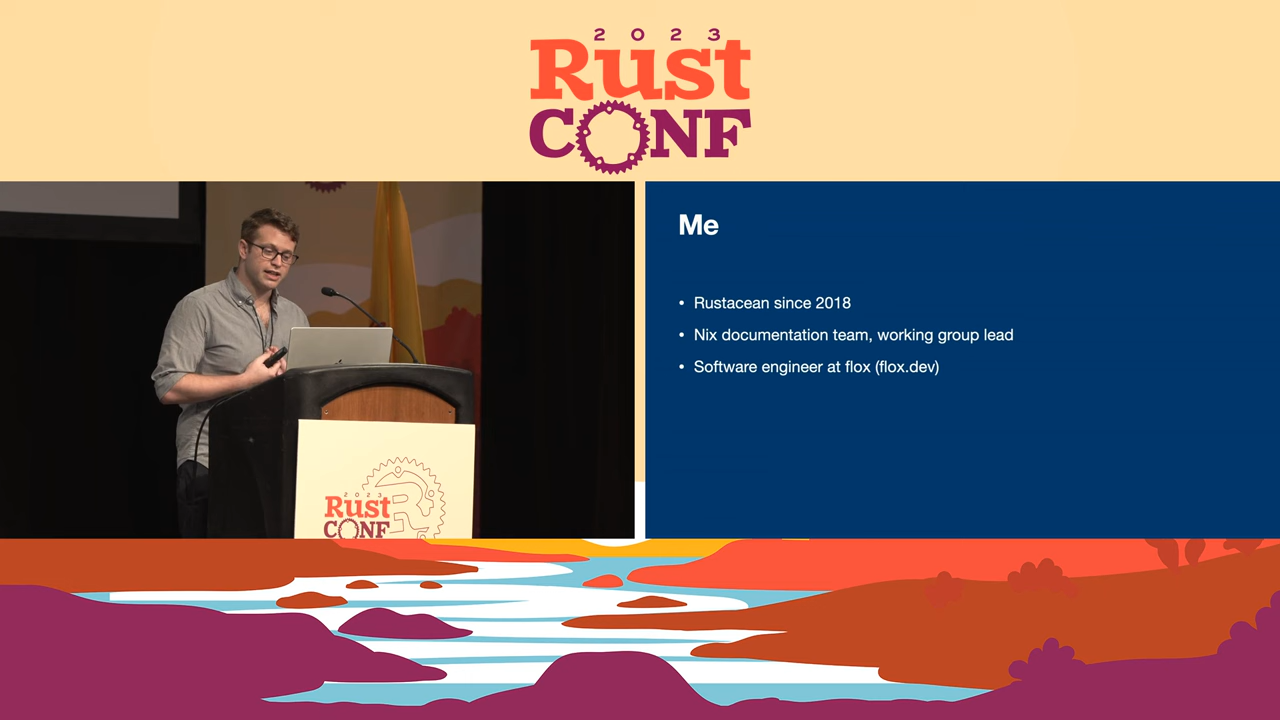 2023
Rust
CONF
Me
• Rustacean since 2018
• Nix documentation team, working group lead
• Software engineer at flox (flox.dev)
2023
Rust
CONF
R